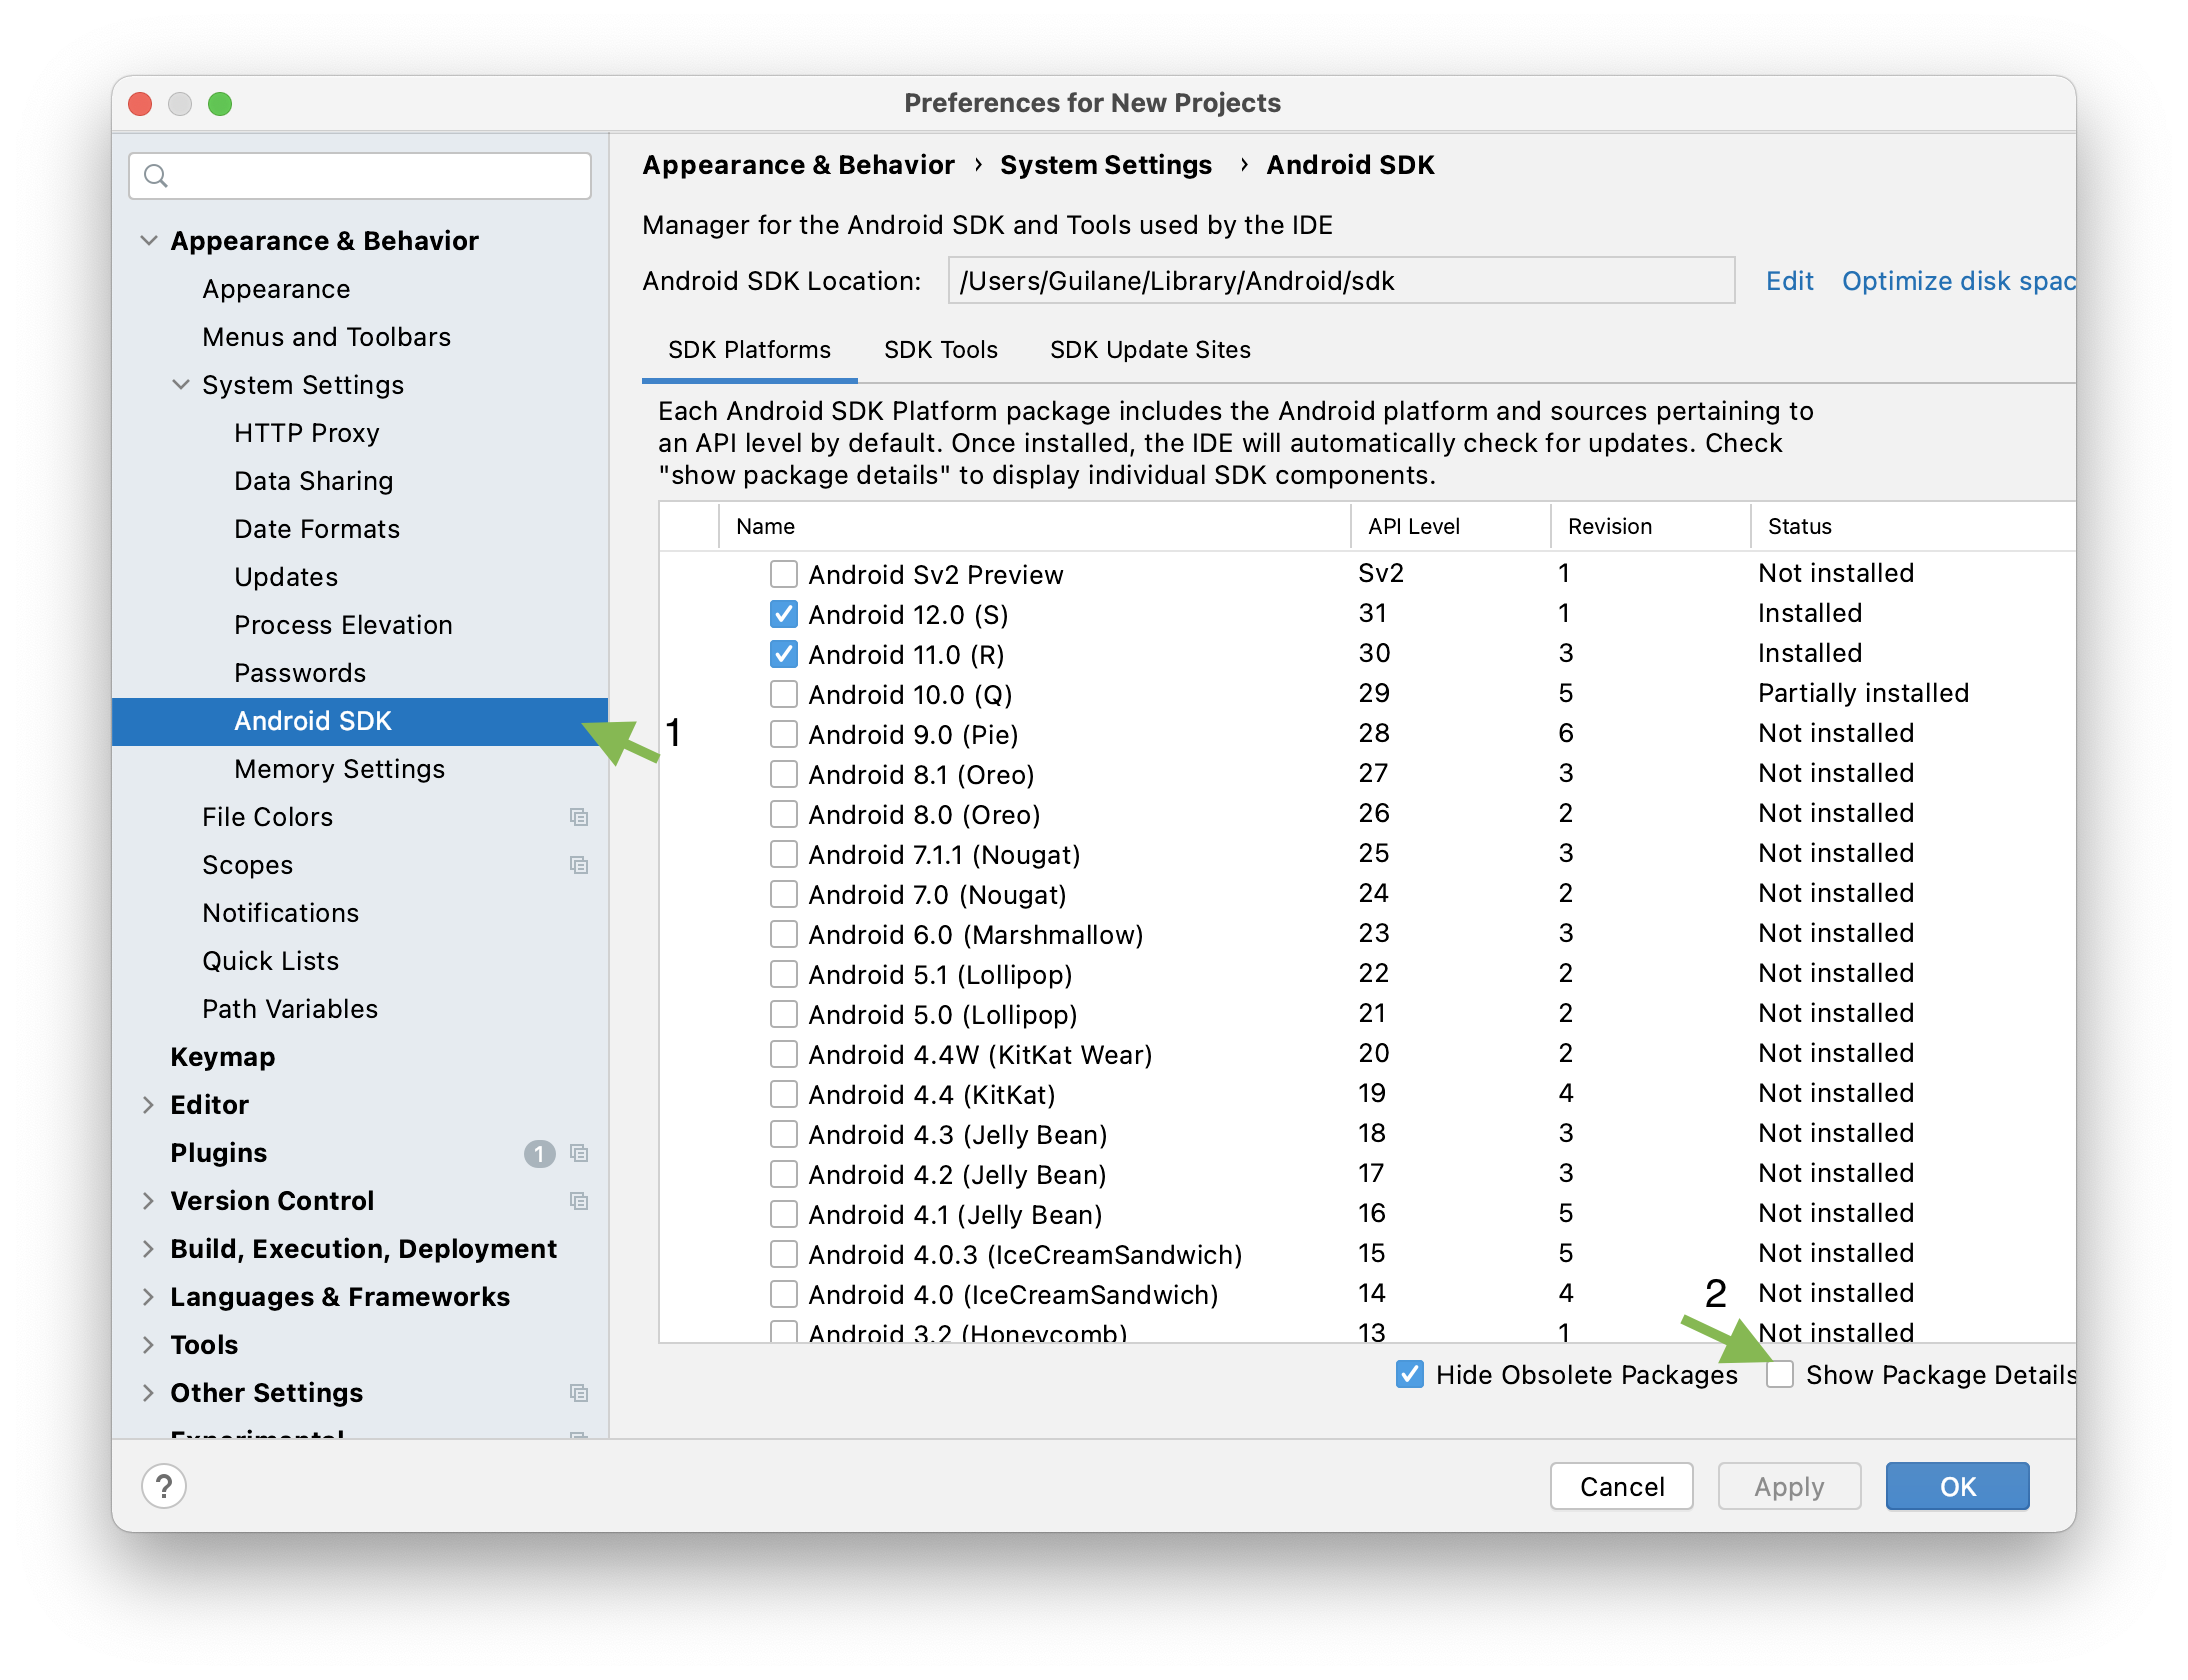 Preferences for New Projects
Appearance & Behavior
Appearance
Menus and Toolbars
System Settings
HTTP Proxy
Data Sharing
Date Formats
Updates
Process Elevation
Passwords
Android SDK
Memory Settings
File Colors
Scopes
Notifications
Quick Lists
Path Variables
Keymap
Editor
Plugins 1
Version Control
Build, Execution, Deployment
Languages & Frameworks
Tools
Other Settings
Experimental
Appearance & Behavior › System Settings › Android SDK
Manager for the Android SDK and Tools used by the IDE
Android SDK Location: /Users/Guilane/Library/Android/sdk Edit Optimize disk spac
SDK Platforms SDK Tools SDK Update Sites
Each Android SDK Platform package includes the Android platform and sources pertaining to
an API level by default. Once installed, the IDE will automatically check for updates. Check
"show package details" to display individual SDK components.
Name API Level Revision Status
Android Sv2 Preview Sv2 1 Not installed
Android 12.0 (S) 31 1 Installed
Android 11.0 (R) 30 3 Installed
Android 10.0 (Q) 29 5 Partially installed
1
Android 9.0 (Pie) 28 6 Not installed
Android 8.1 (Oreo) 27 3 Not installed
Android 8.0 (Oreo) 26 2 Not installed
Android 7.1.1 (Nougat) 25 3 Not installed
Android 7.0 (Nougat) 24 2 Not installed
Android 6.0 (Marshmallow) 23 3 Not installed
Android 5.1 (Lollipop) 22 2 Not installed
Android 5.0 (Lollipop) 21 2 Not installed
Android 4.4W (KitKat Wear) 20 2 Not installed
Android 4.4 (KitKat) 19 4 Not installed
Android 4.3 (Jelly Bean) 18 3 Not installed
Android 4.2 (Jelly Bean) 17 3 Not installed
Android 4.1 (Jelly Bean) 16 5 Not installed
Android 4.0.3 (IceCreamSandwich) 15 5 Not installed
Android 4.0 (IceCreamSandwich) 14 4 Not installed
2
Android 3.2 (Honeycomb) 13 1 Not installed
Hide Obsolete Packages Show Package Details
? Cancel Apply OK